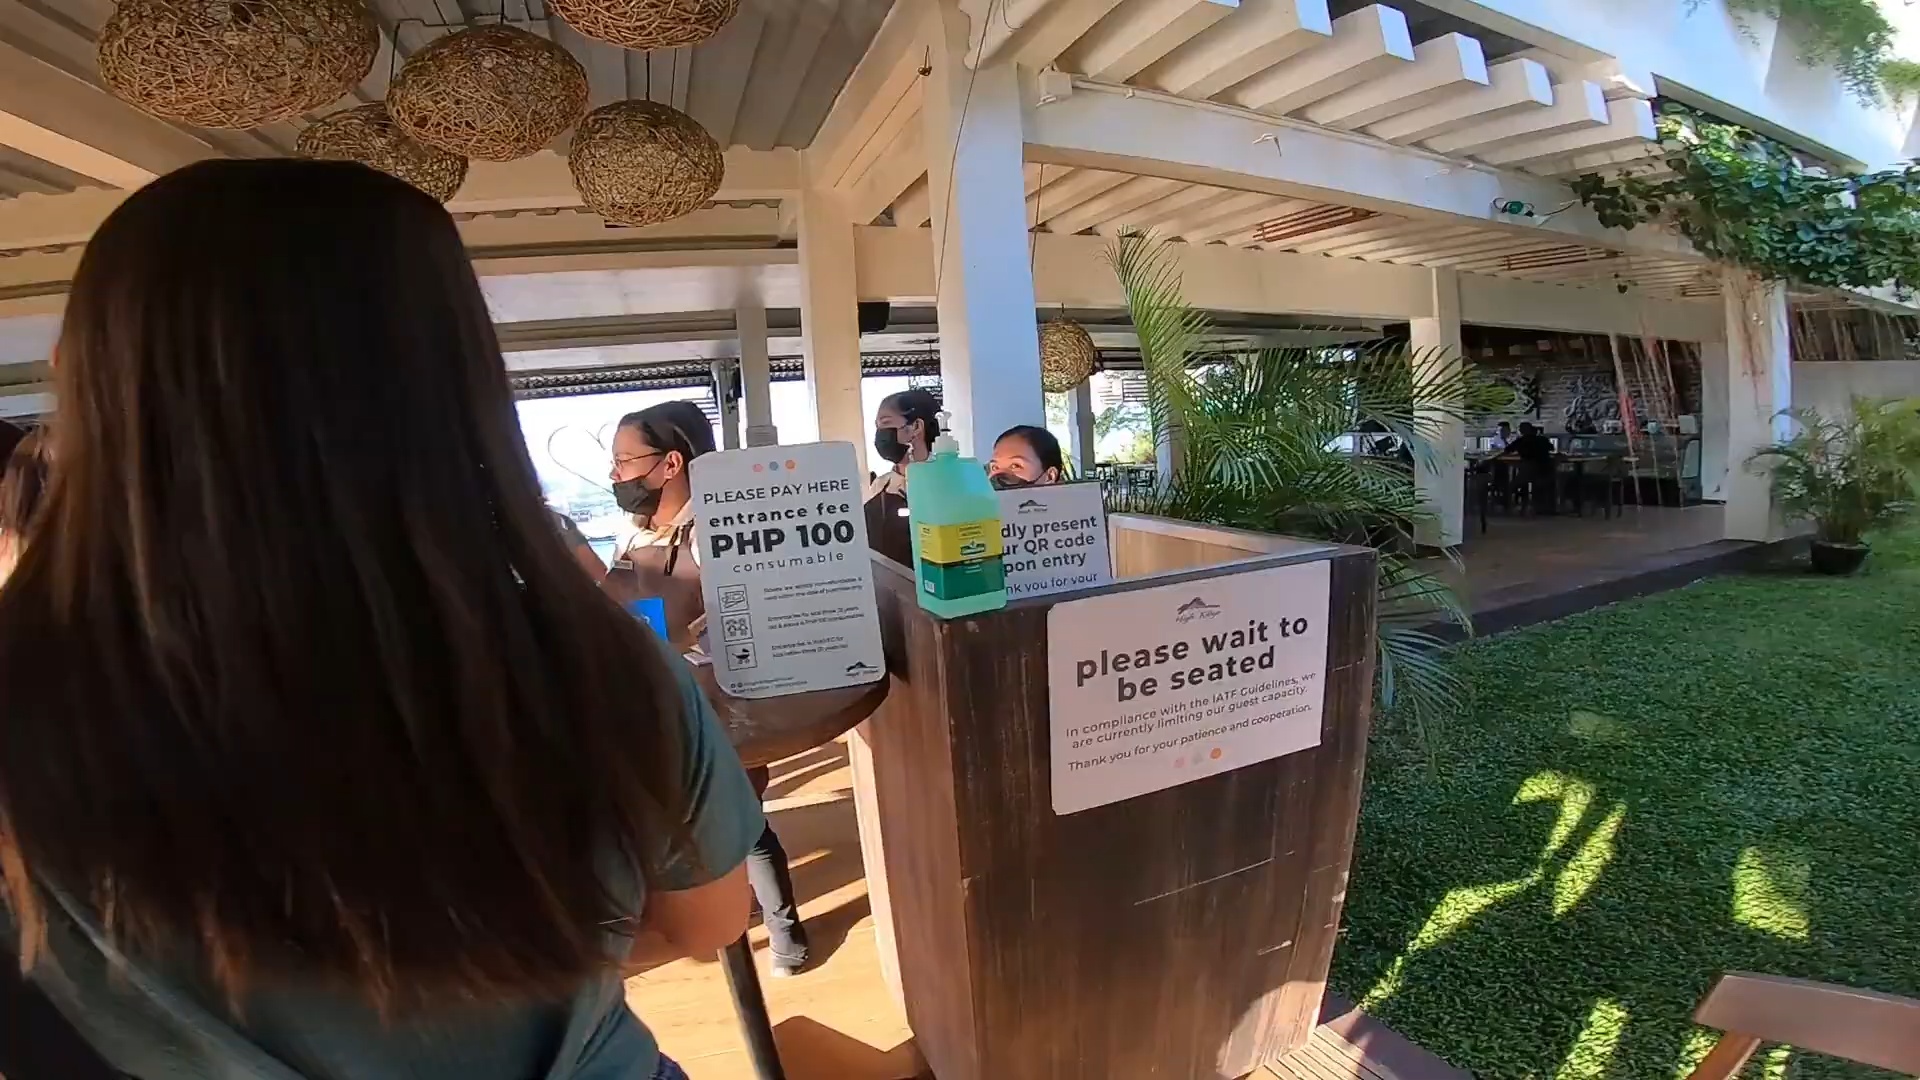 PLEASE PAY HERE
entrance fee
PHP 100
consumable
dly present
ur QR code
pon entry
nk you for your
High Ridge
please wait to
be seated
In compliance with the IATF Guidelines, we
are currently limiting our guest capacity.
Thank you for your patience and cooperation.